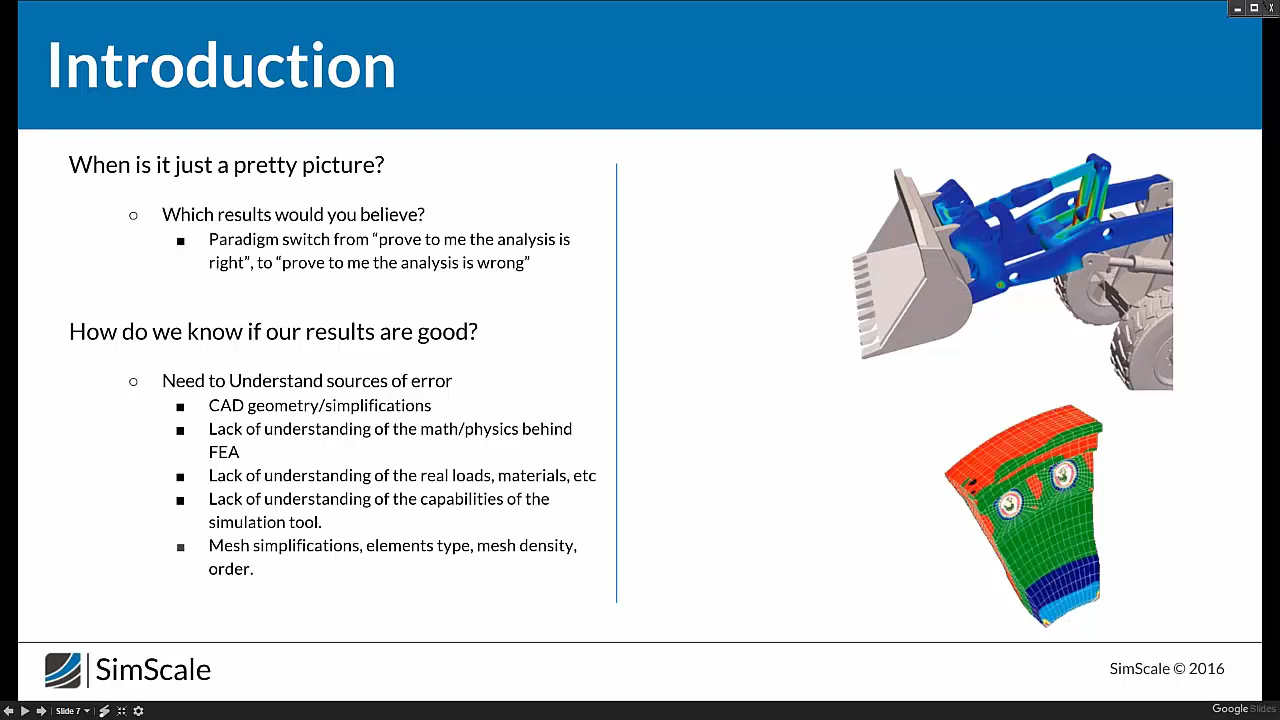 Introduction
When is it just a pretty picture?
○ Which results would you believe?
■ Paradigm switch from “prove to me the analysis is
right”, to “prove to me the analysis is wrong”
How do we know if our results are good?
○ Need to Understand sources of error
■ CAD geometry/simplifications
■ Lack of understanding of the math/physics behind
FEA
■ Lack of understanding of the real loads, materials, etc
■ Lack of understanding of the capabilities of the
simulation tool.
■ Mesh simplifications, elements type, mesh density,
order.
SimScale
SimScale © 2016
Slide 7
Google Slides